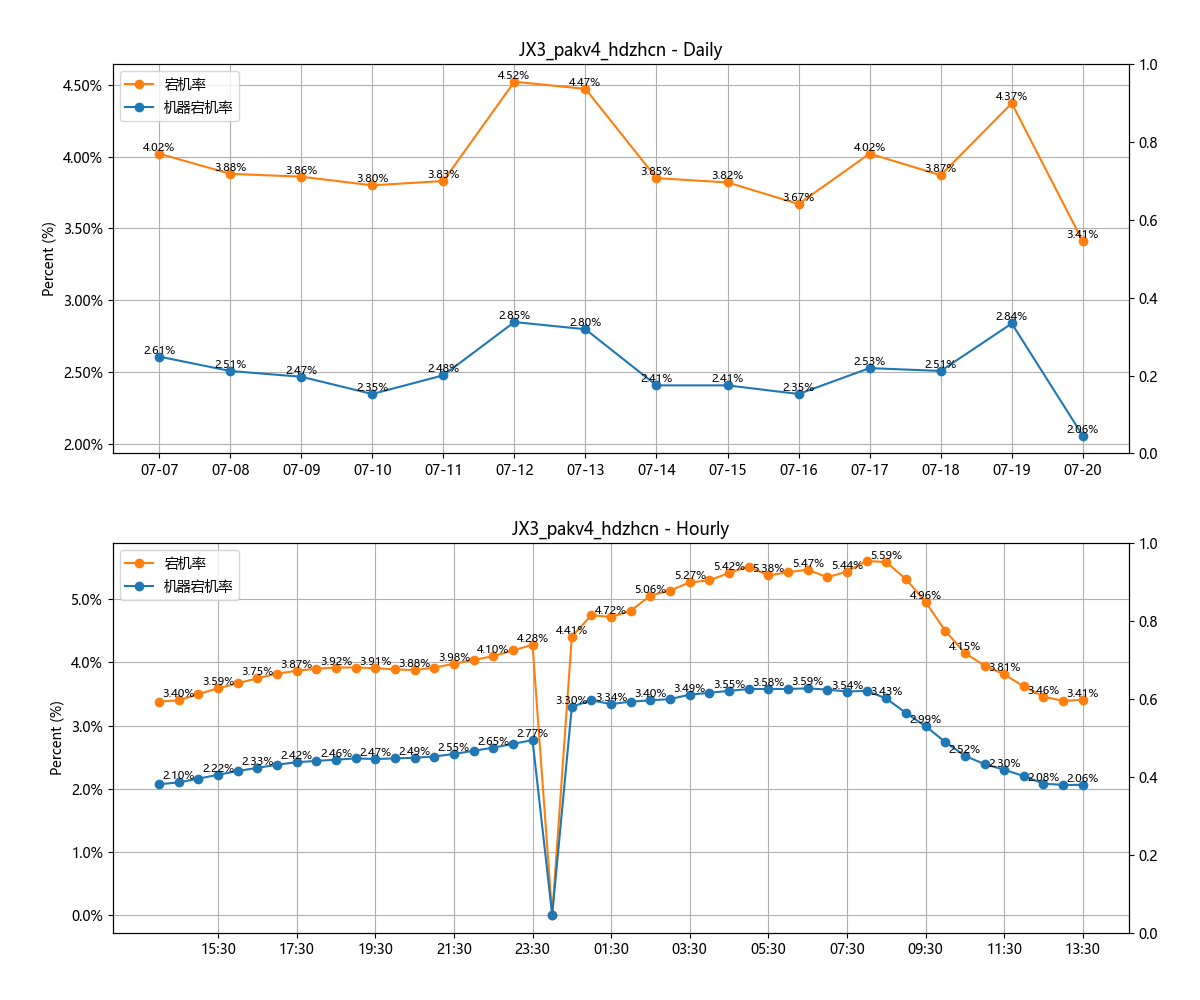 JX3_pakv4_hdzhcn - Daily
宕机率
机器宕机率
Percent (%)
4.50%
4.00%
3.50%
3.00%
2.50%
2.00%
1.0
0.8
0.6
0.4
0.2
0.0
4.02% 3.88% 3.86% 3.80% 3.83% 4.52% 4.47% 3.85% 3.82% 3.67% 4.02% 3.87% 4.37% 3.41%
2.61% 2.51% 2.47% 2.35% 2.48% 2.85% 2.80% 2.41% 2.41% 2.35% 2.53% 2.51% 2.84% 2.06%
07-07 07-08 07-09 07-10 07-11 07-12 07-13 07-14 07-15 07-16 07-17 07-18 07-19 07-20
JX3_pakv4_hdzhcn - Hourly
宕机率
机器宕机率
Percent (%)
5.0%
4.0%
3.0%
2.0%
1.0%
0.0%
1.0
0.8
0.6
0.4
0.2
0.0
3.40% 3.59% 3.75% 3.87% 3.92% 3.91% 3.88% 3.98% 4.10% 4.28% 4.41% 4.72% 5.06% 5.27% 5.42% 5.38% 5.47% 5.44% 5.59% 4.96% 4.15% 3.81% 3.46% 3.41%
2.10% 2.22% 2.33% 2.42% 2.46% 2.47% 2.49% 2.55% 2.65% 2.77% 3.30% 3.34% 3.40% 3.49% 3.55% 3.58% 3.59% 3.54% 3.43% 2.99% 2.52% 2.30% 2.08% 2.06%
15:30 17:30 19:30 21:30 23:30 01:30 03:30 05:30 07:30 09:30 11:30 13:30